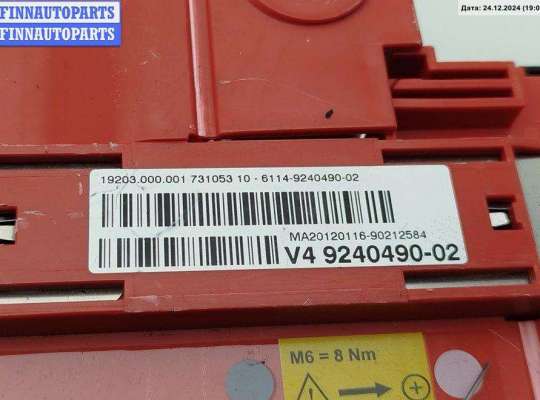 FINNAUTOPARTS
FINNAUTOPARTS
Дата: 24.12.2024 (19:0
19203.000.001 731053 10 - 6114-9240490-02
MA20120116-90212584
V4 9240490-02
M6 = 8 Nm